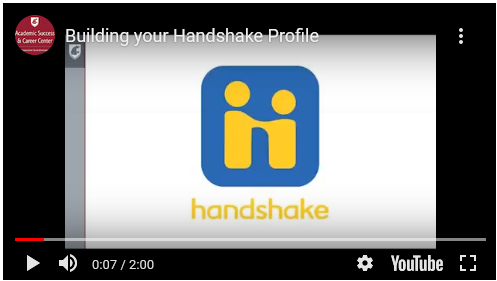 Academic Success
& Career Center
Building your Handshake Profile
handshake
0:07 / 2:00
YouTube